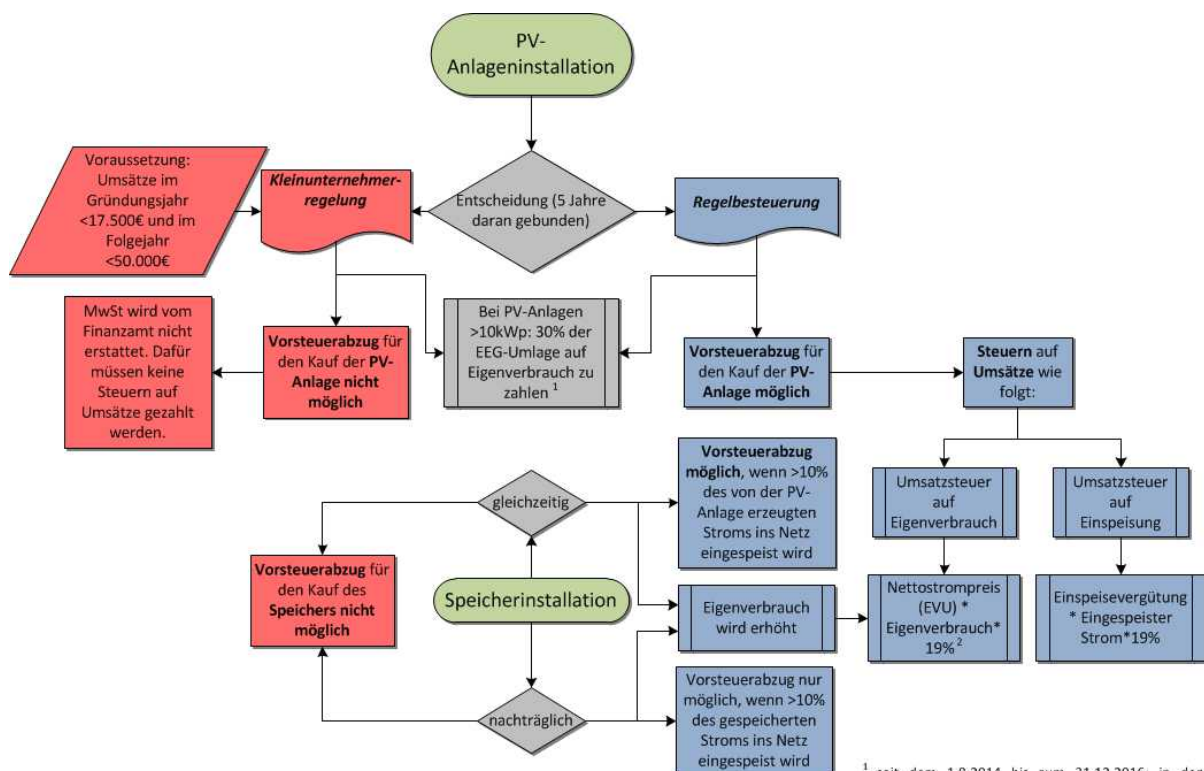 PV-
Anlageninstallation
Voraussetzung:
Umsätze im
Gründungsjahr
<17.500€ und im
Folgejahr
<50.000€
Kleinunternehmer-
regelung
Entscheidung (5 Jahre
daran gebunden)
Regelbesteuerung
MwSt wird vom
Finanzamt nicht
erstattet. Dafür
müssen keine
Steuern auf
Umsätze gezahlt
werden.
Vorsteuerabzug für
den Kauf der PV-
Anlage nicht
möglich
Bei PV-Anlagen
>10kWp: 30% der
EEG-Umlage auf
Eigenverbrauch zu
zahlen 1
Vorsteuerabzug für
den Kauf der PV-
Anlage möglich
Steuern auf
Umsätze wie
folgt:
Vorsteuerabzug
möglich, wenn >10%
des von der PV-
Anlage erzeugten
Stroms ins Netz
eingespeist wird
gleichzeitig
Umsatzsteuer
auf
Eigenverbrauch
Umsatzsteuer
auf
Einspeisung
Vorsteuerabzug für
den Kauf des
Speichers nicht
möglich
Speicherinstallation
Eigenverbrauch
wird erhöht
Nettostrompreis
(EVU) *
Eigenverbrauch*
19% 2
Einspeisevergütung
* Eingespeister
Strom*19%
nachträglich
Vorsteuerabzug nur
möglich, wenn >10%
des gespeicherten
Stroms ins Netz
eingespeist wird